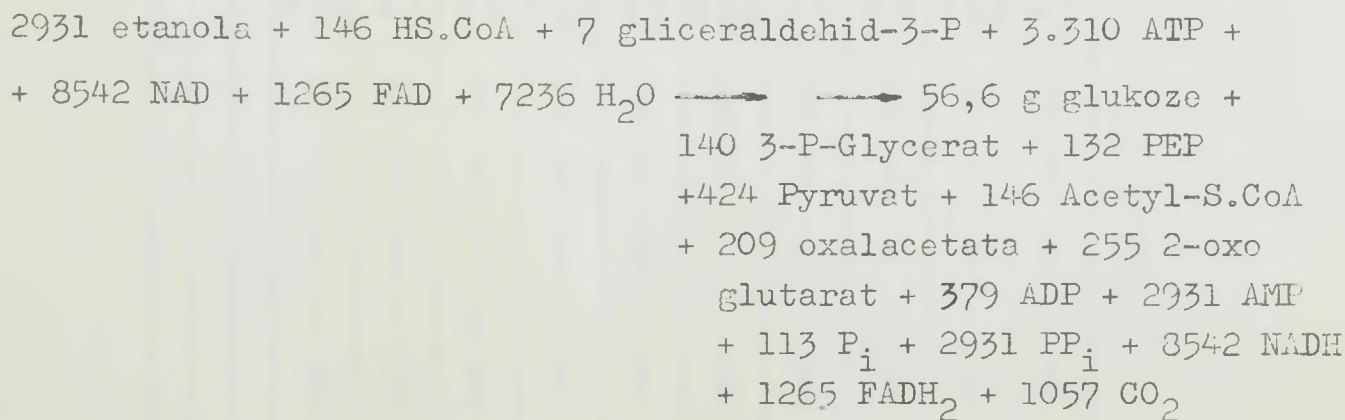 2931 etanola + 146 HS.CoA + 7 gliceraldehid-3-P + 3.310 ATP +
+ 8542 NAD + 1265 FAD + 7236 H₂O → → 56,6 g glukoze +
140 3-P-Glycerat + 132 PEP
+424 Pyruvat + 146 Acetyl-S.CoA
+ 209 oxalacetata + 255 2-oxo
glutarat + 379 ADP + 2931 AMP
+ 113 Pᵢ + 2931 PPᵢ + 8542 NADH
+ 1265 FADH₂ + 1057 CO₂